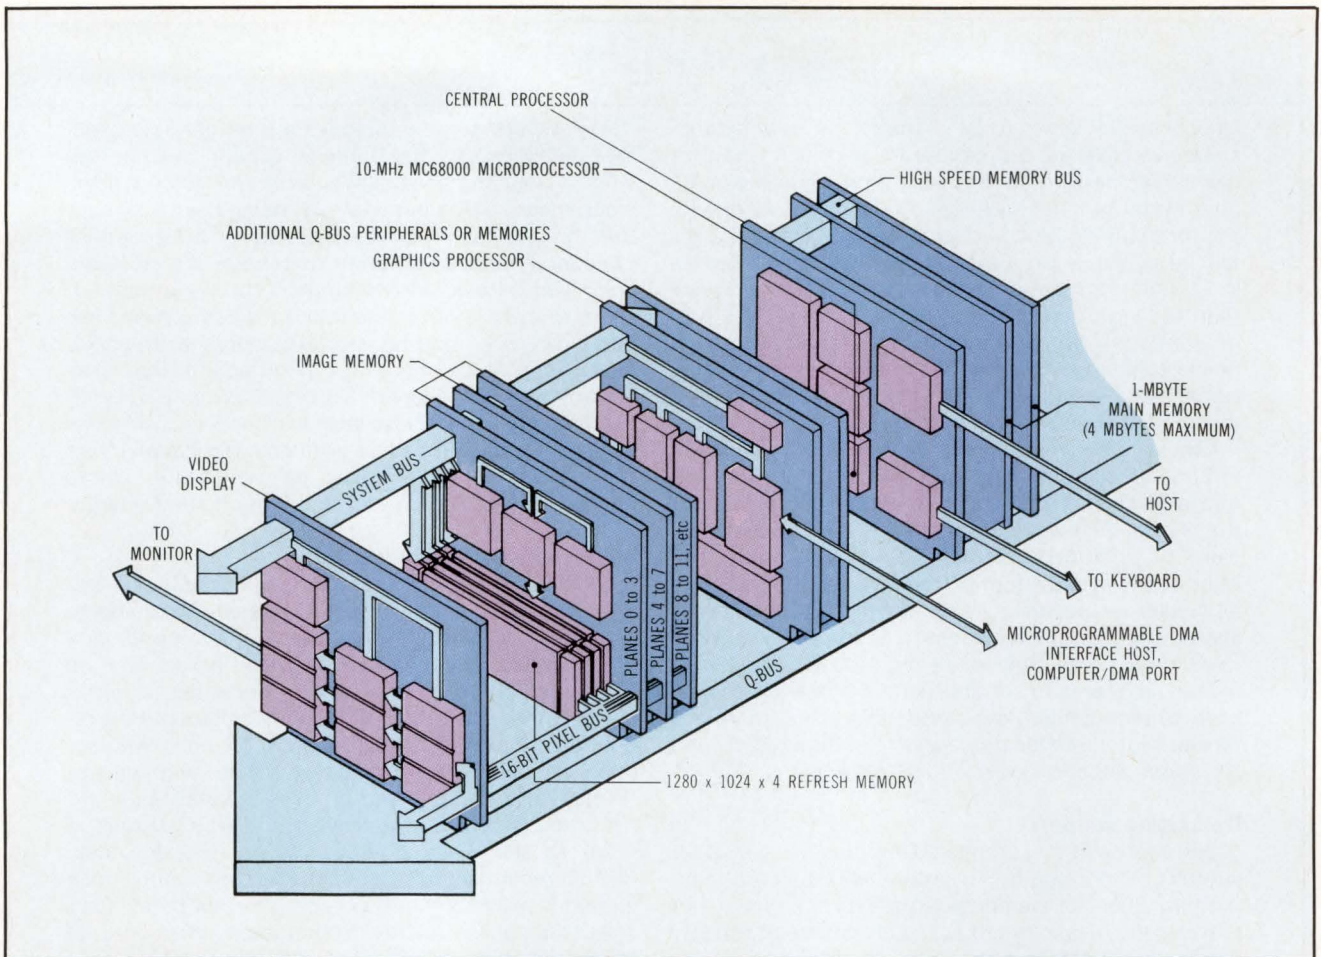 CENTRAL PROCESSOR
10-MHz MC68000 MICROPROCESSOR
HIGH SPEED MEMORY BUS
ADDITIONAL Q-BUS PERIPHERALS OR MEMORIES
GRAPHICS PROCESSOR
IMAGE MEMORY
1-MBYTE
MAIN MEMORY
(4 MBYTES MAXIMUM)
VIDEO
DISPLAY
SYSTEM BUS
TO
HOST
TO
MONITOR
TO KEYBOARD
PLANES 0 to 3
PLANES 4 to 7
PLANES 8 to 11, etc
MICROPROGRAMMABLE DMA
INTERFACE HOST,
COMPUTER/DMA PORT
Q-BUS
16-BIT PIXEL BUS
1280 x 1024 x 4 REFRESH MEMORY